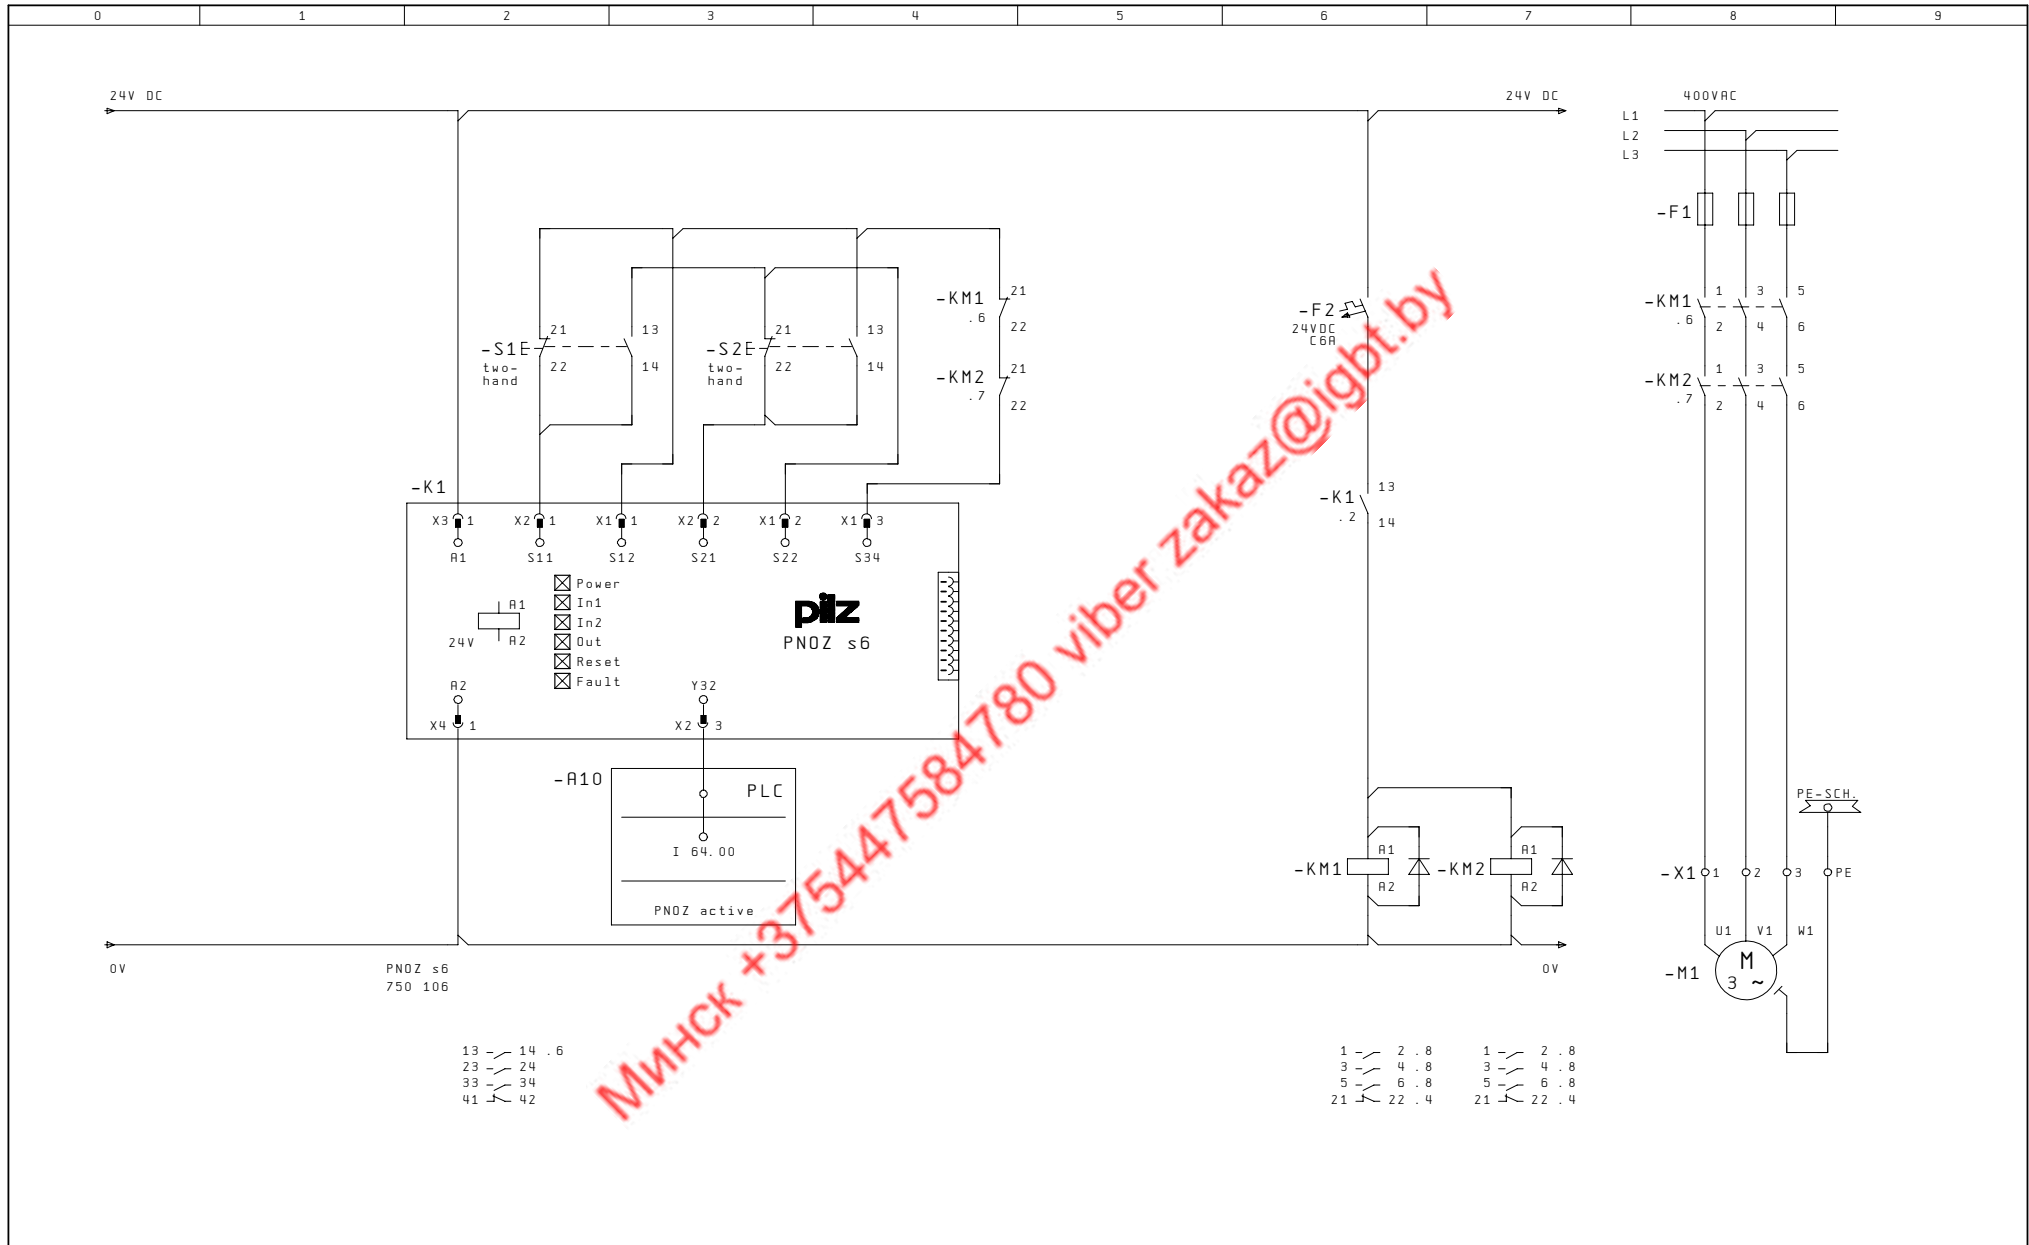 0 1 2 3 4 5 6 7 8 9
24V DC
24V DC
400VAC
L1
L2
L3
-F1
-KM1
.6
21
22
-KM2
.7
21
22
-S1E
two-
hand
21
22
13
14
-S2E
two-
hand
21
22
13
14
-F2
24VDC
C6A
-KM1
.6
1 3 5
2 4 6
-KM2
.7
1 3 5
2 4 6
-K1
X3 1 X2 1 X1 1 X2 2 X1 2 X1 3
A1 S11 S12 S21 S22 S34
-K1
.2
13
14
Power
In1
In2
Out
Reset
Fault
A1
A2
24V
pilz
PNOZ s6
A2
X4 1
Y32
X2 3
-A10
PLC
I 64.00
PNOZ active
-KM1
A1
A2
-KM2
A1
A2
PE-SCH.
-X1 1 2 3 PE
U1 V1 W1
-M1
M
3 ~
0V
0V
PNOZ s6
750 106
13 14 .6
23 24
33 34
41 42
1 2 .8
3 4 .8
5 6 .8
21 22 .4
1 2 .8
3 4 .8
5 6 .8
21 22 .4
Минск +375447584780 viber zakaz@igbt.by